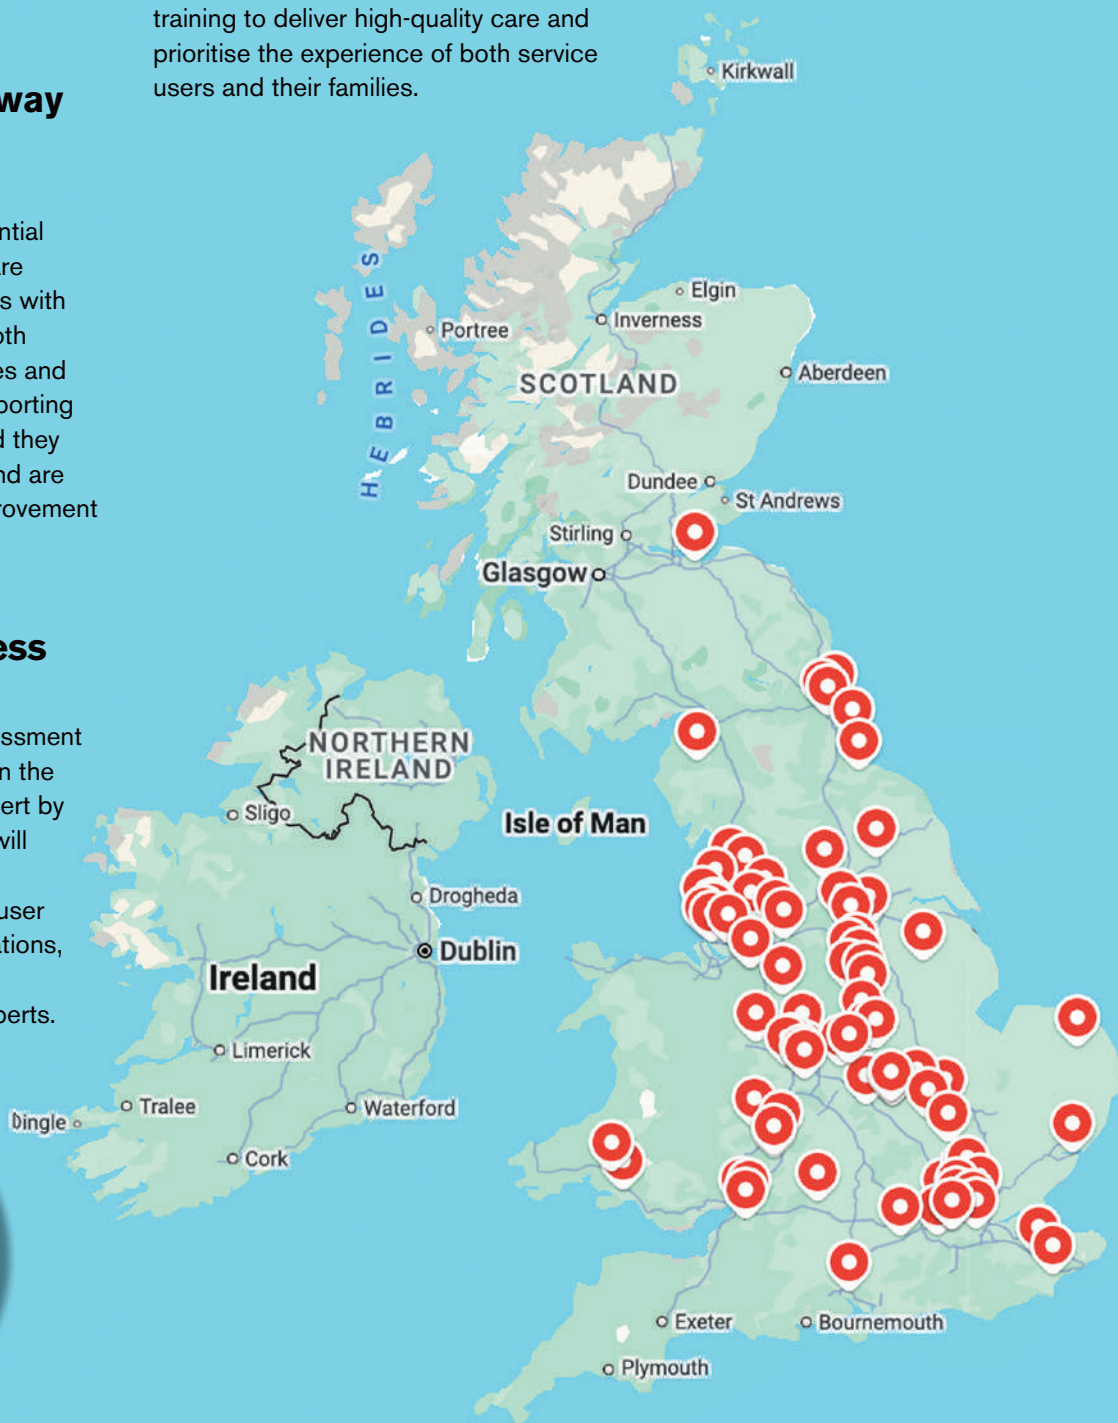 training to deliver high-quality care and
prioritise the experience of both service
users and their families.
way
ntial
re
s with
oth
es and
porting
d they
nd are
rovement
ess
essment
n the
ert by
will
user
ations,
perts.
Kirkwall
HEBRIDES
Elgin
Inverness
Portree
SCOTLAND
Aberdeen
Dundee
St Andrews
Stirling
Glasgow
NORTHERN
IRELAND
Sligo
Isle of Man
Drogheda
Dublin
Ireland
Limerick
Tralee
Waterford
Dingle
Cork
Exeter
Bournemouth
Plymouth